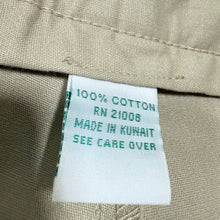 100% COTTON
RN 21008
MADE IN KUWAIT
SEE CARE OVER